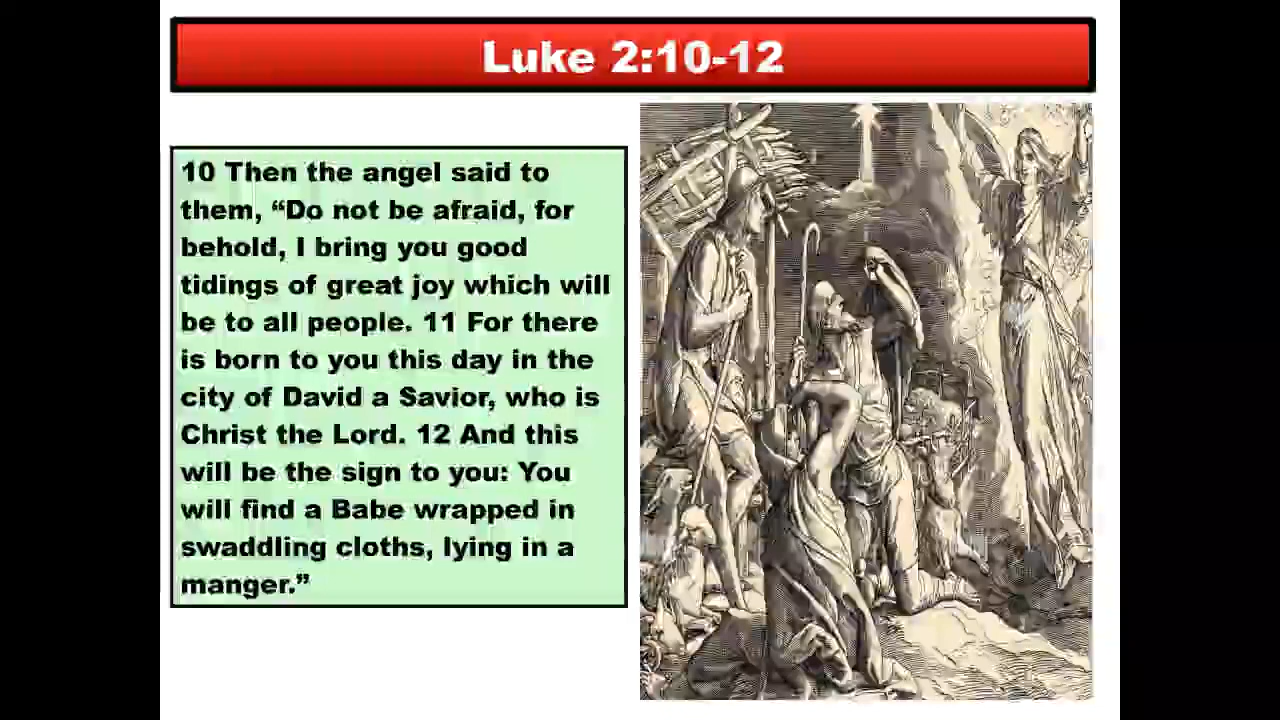 Luke 2:10-12
10 Then the angel said to
them, “Do not be afraid, for
behold, I bring you good
tidings of great joy which will
be to all people. 11 For there
is born to you this day in the
city of David a Savior, who is
Christ the Lord. 12 And this
will be the sign to you: You
will find a Babe wrapped in
swaddling cloths, lying in a
manger.”